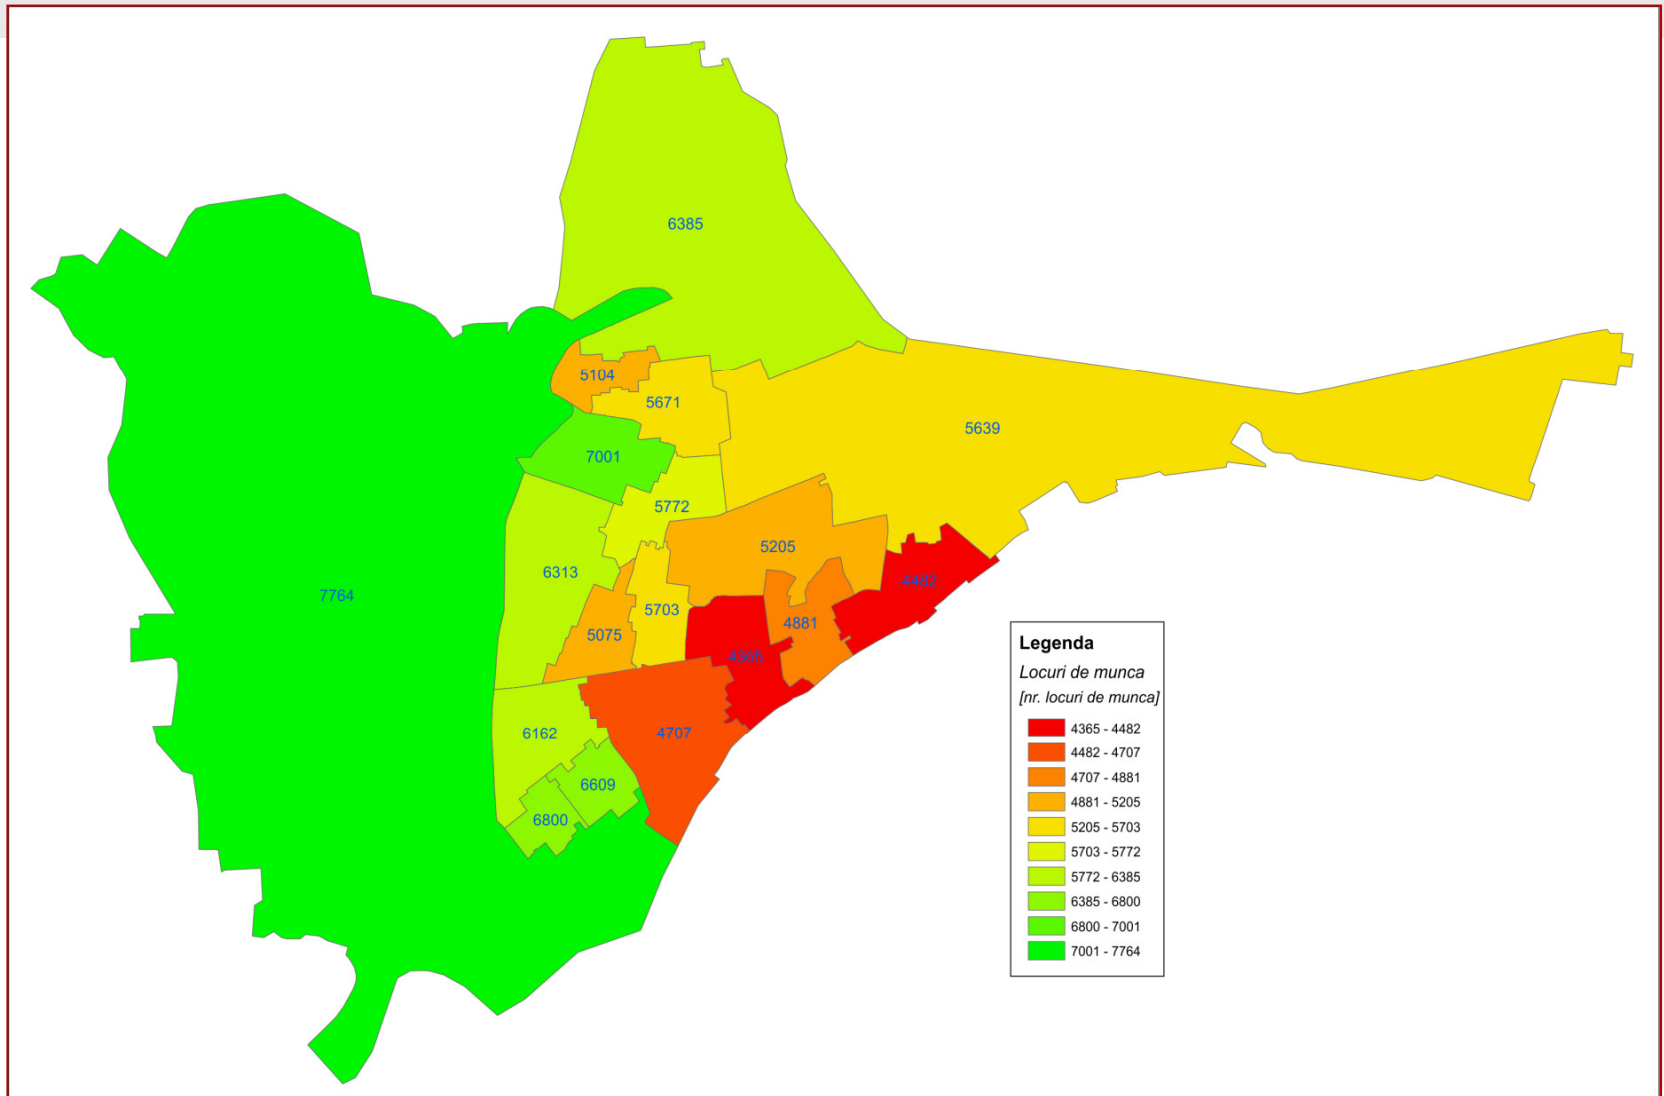 6385
5104
5671
5639
7001
5772
5205
6313
4482
7764
5703
4881
5075
4365
6162
4707
6609
6800
Legenda
Locuri de munca
[nr. locuri de munca]
4365 - 4482
4482 - 4707
4707 - 4881
4881 - 5205
5205 - 5703
5703 - 5772
5772 - 6385
6385 - 6800
6800 - 7001
7001 - 7764